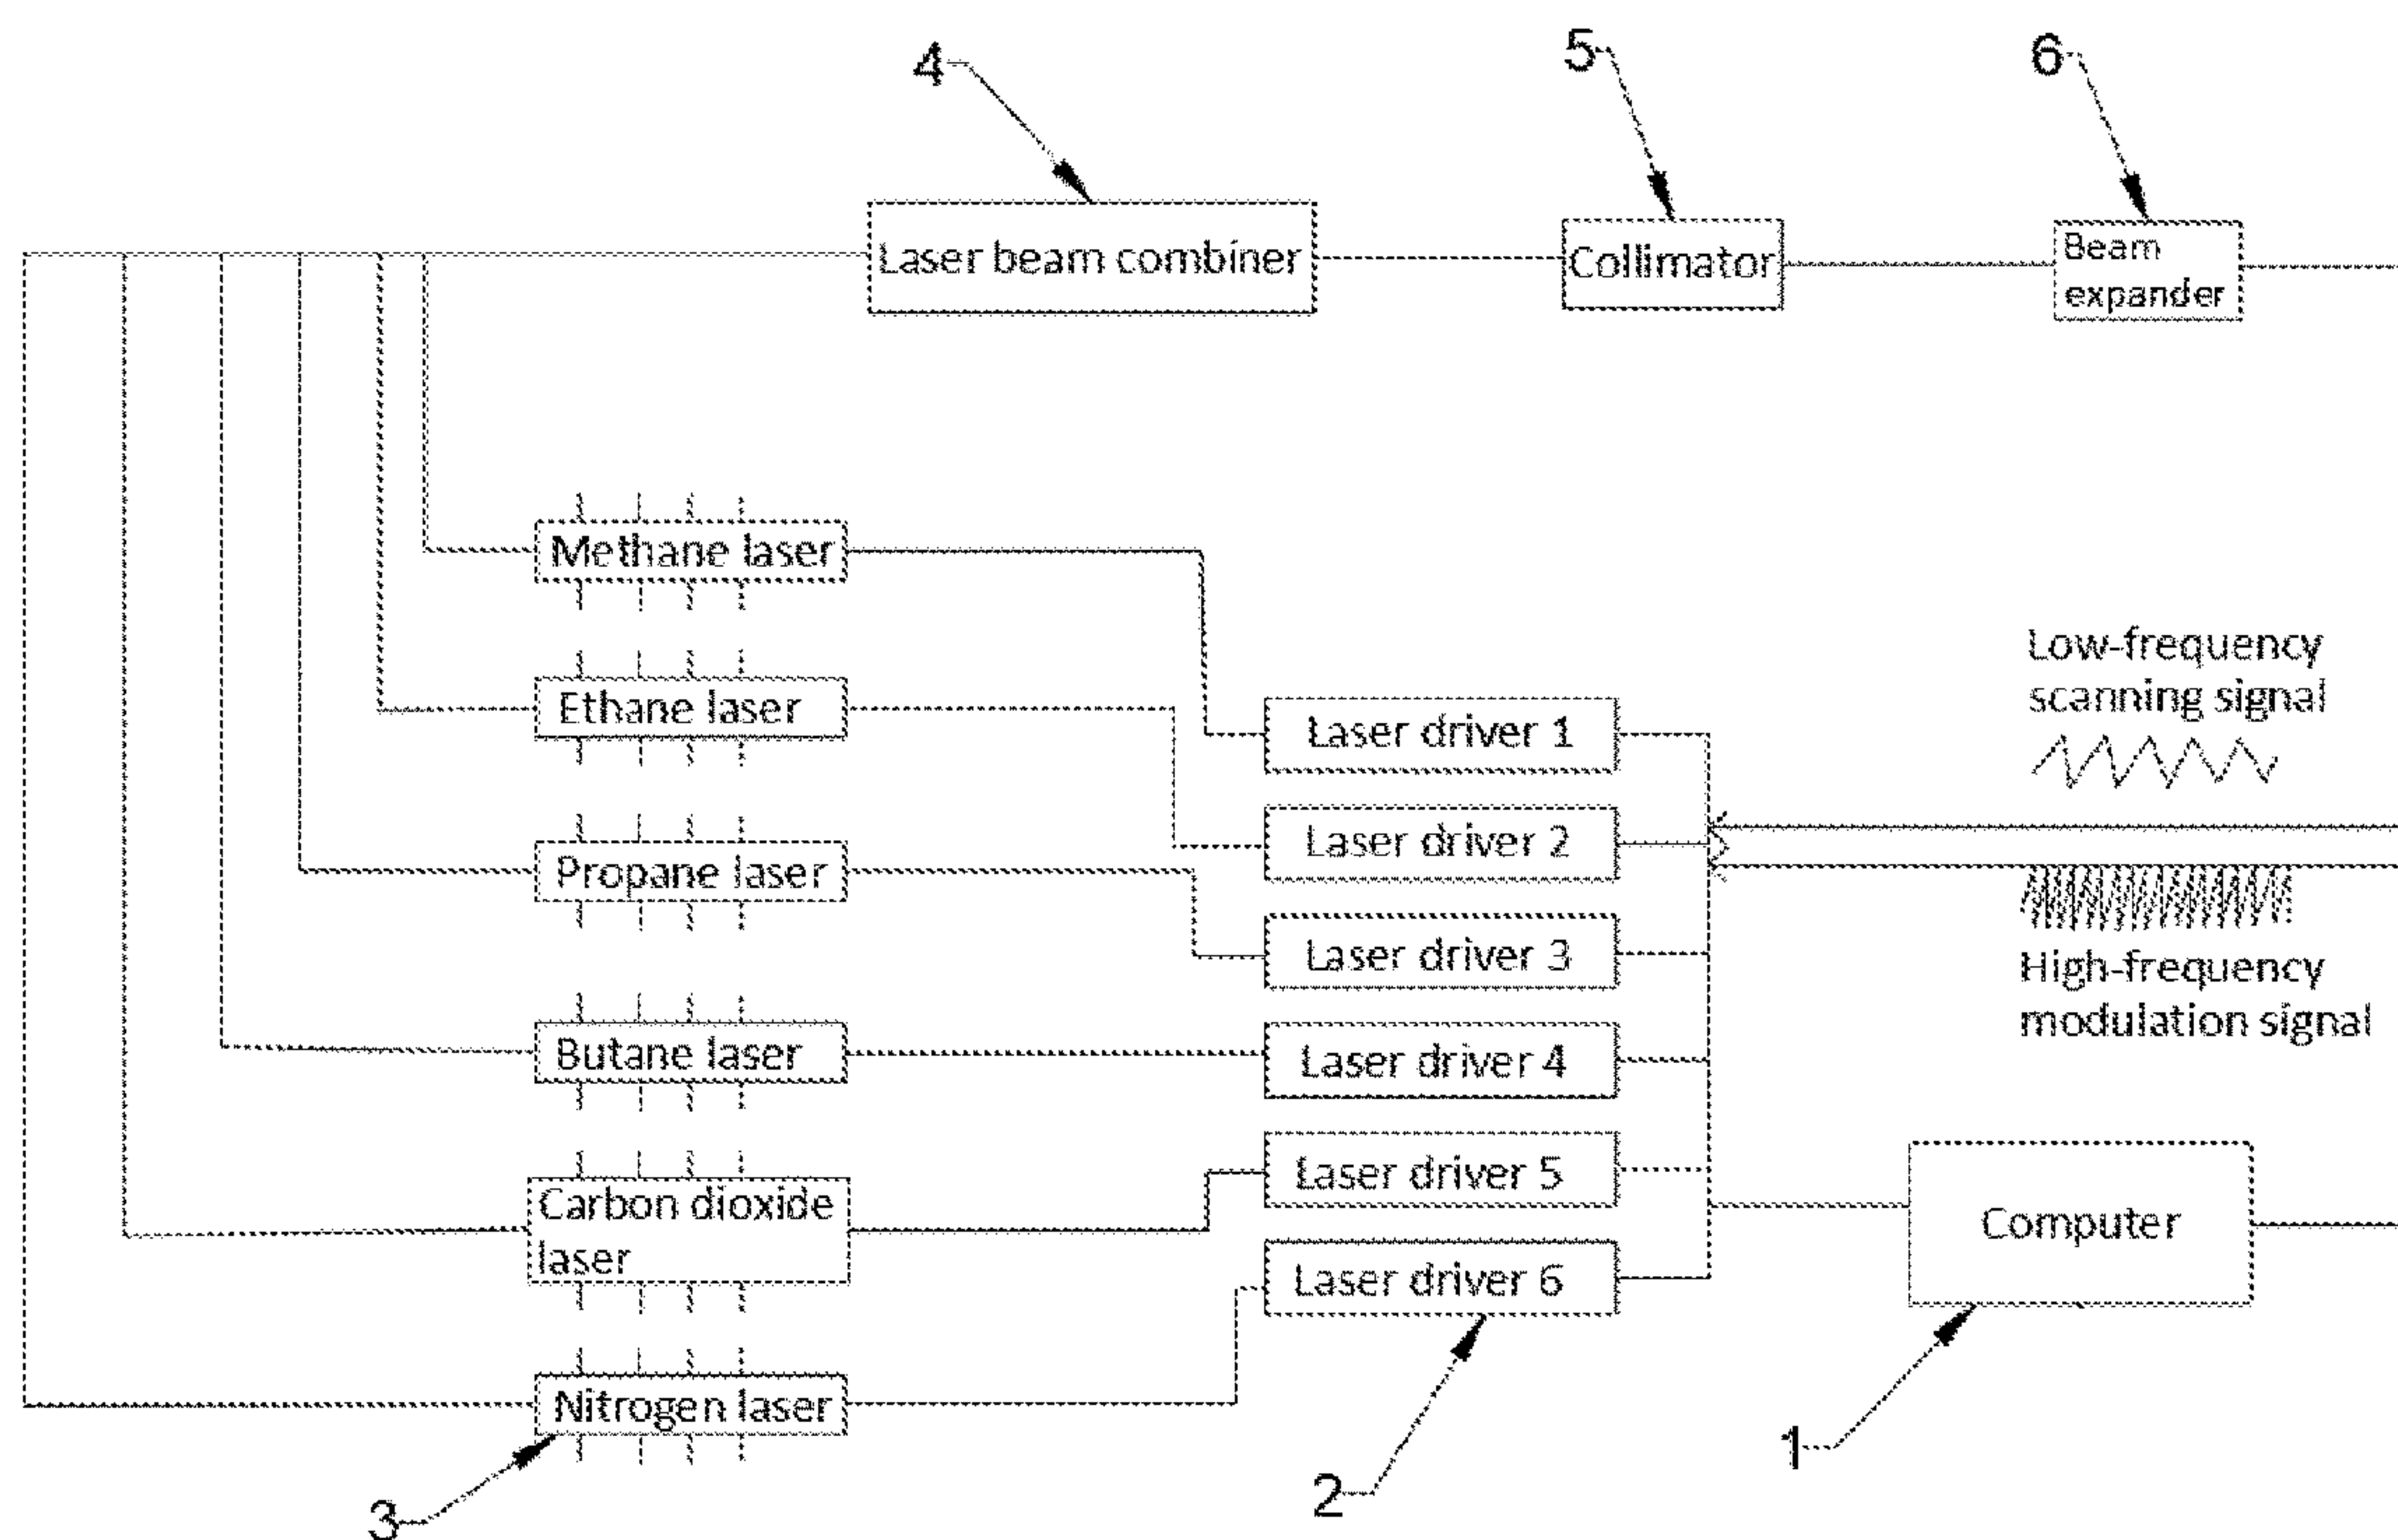 4
5
6
Laser beam combiner
Collimator
Beam
expander
Methane laser
Ethane laser
Propane laser
Butane laser
Carbon dioxide
laser
Nitrogen laser
Laser driver 1
Laser driver 2
Laser driver 3
Laser driver 4
Laser driver 5
Laser driver 6
Low-frequency
scanning signal
High-frequency
modulation signal
Computer
1
2
3